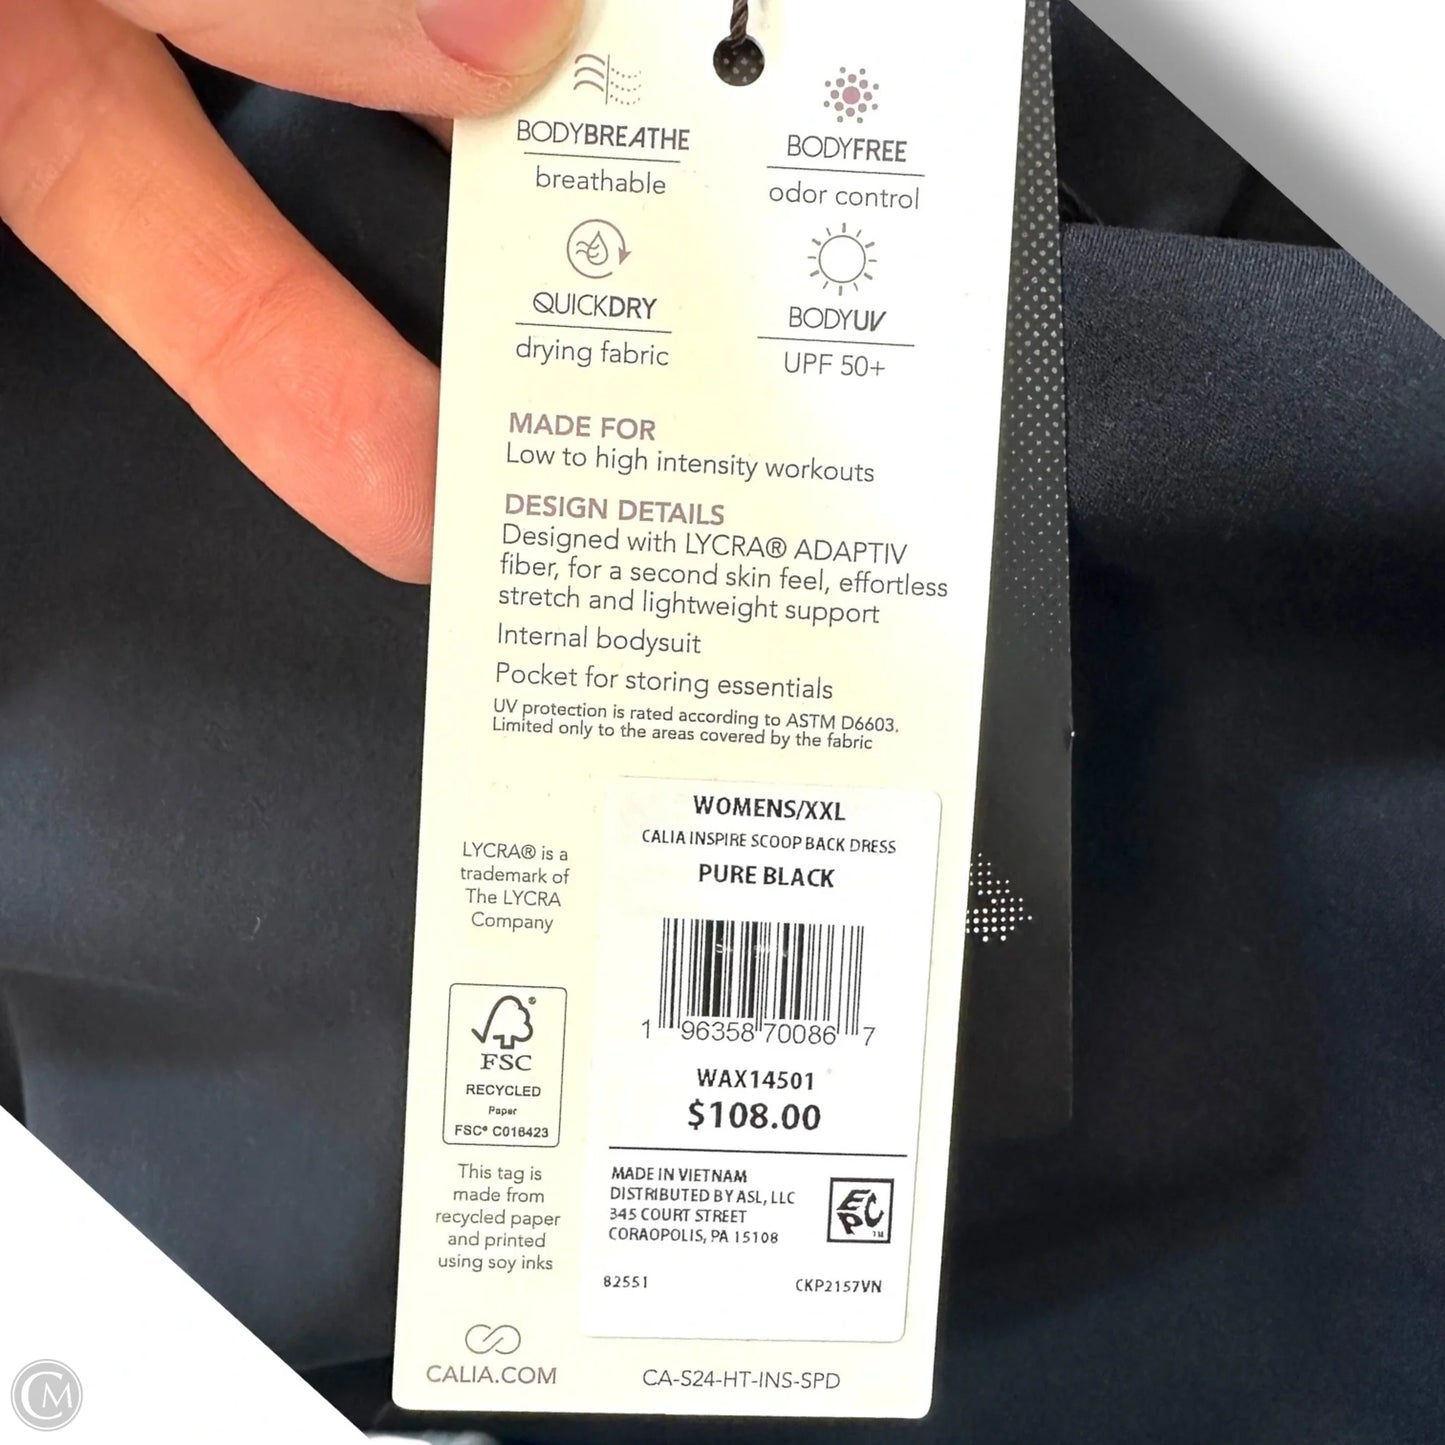 BODYBREATHE
breathable
BODYFREE
odor control
QUICKDRY
drying fabric
BODYUV
UPF 50+
MADE FOR
Low to high intensity workouts
DESIGN DETAILS
Designed with LYCRA® ADAPTIV
fiber, for a second skin feel, effortless
stretch and lightweight support
Internal bodysuit
Pocket for storing essentials
UV protection is rated according to ASTM D6603.
Limited only to the areas covered by the fabric
LYCRA® is a
trademark of
The LYCRA
Company
FSC
RECYCLED
Paper
FSC® C016423
This tag is
made from
recycled paper
and printed
using soy inks
CALIA.COM
WOMENS/XXL
CALIA INSPIRE SCOOP BACK DRESS
PURE BLACK
1 96358 70086 7
WAX14501
$108.00
MADE IN VIETNAM
DISTRIBUTED BY ASL, LLC
345 COURT STREET
CORAOPOLIS, PA 15108
EPC™
82551
CKP2157VN
CA-S24-HT-INS-SPD
CM